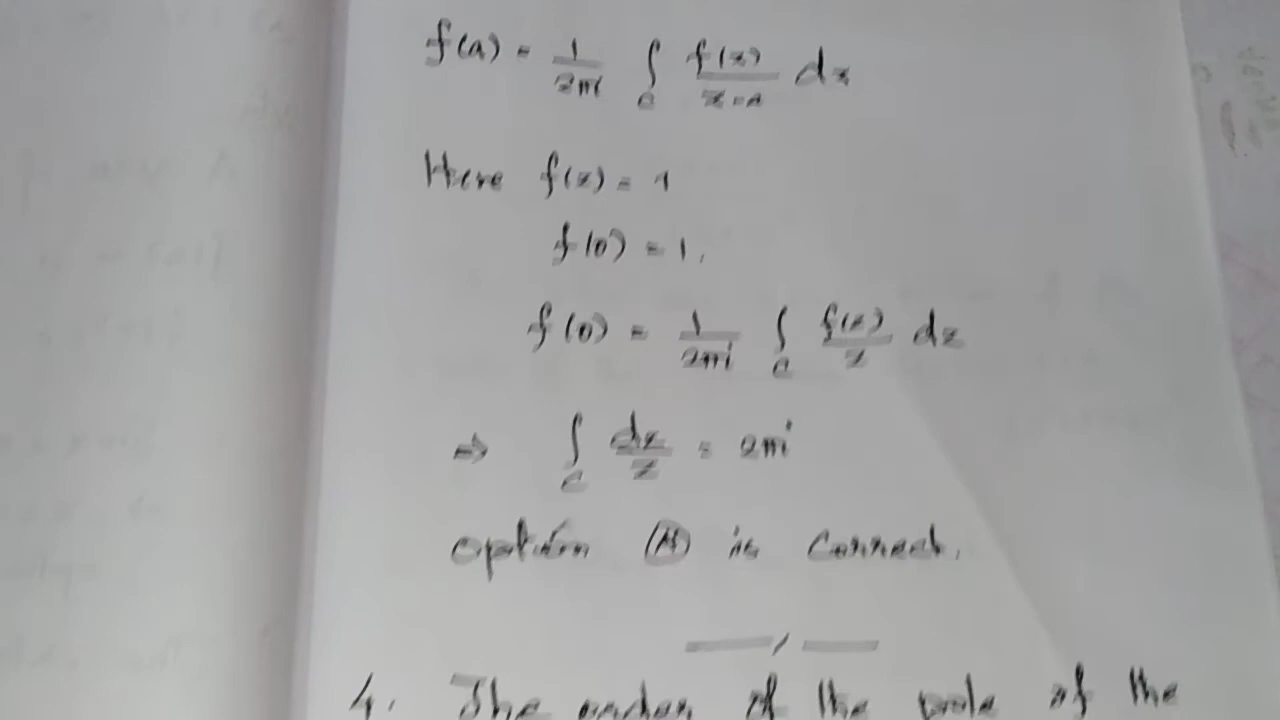 f(a) = 1/2πi ∫_C f(z)/z-a dz
Here f(z) = 1
f(0) = 1,
f(0) = 1/2πi ∫_C f(z)/z dz
⇒ ∫_C dz/z = 2πi
option (A) is correct.
4. The order of the pole of the